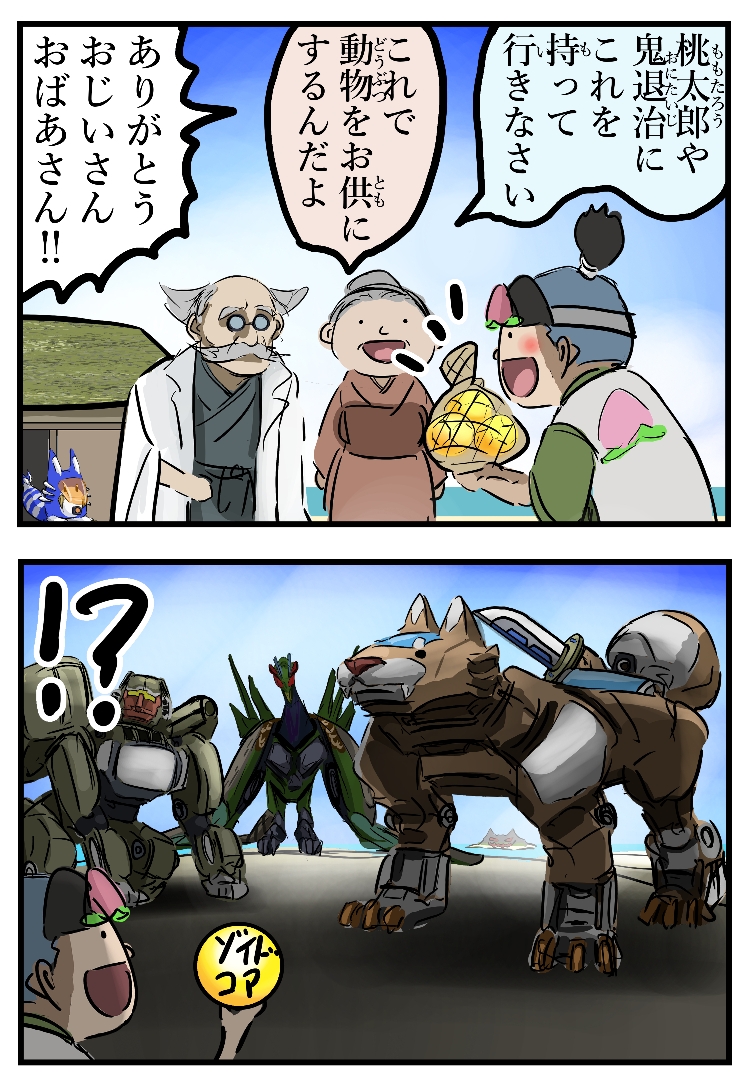 桃太郎や
鬼退治に
これを
持って
行きなさい
これで
動物をお供に
するんだよ
ありがとう
おじいさん
おばあさん!!
!?
ゾイド
コア